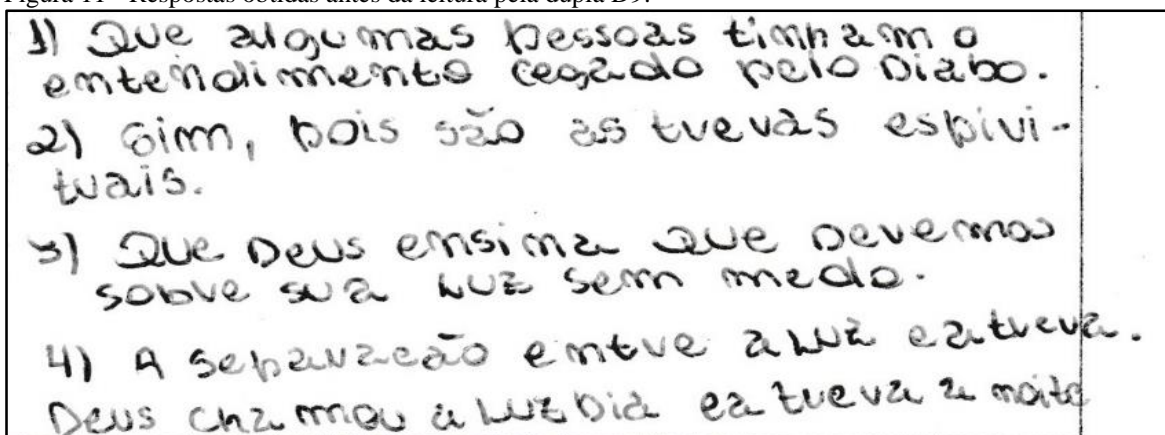 Figura 11 – Respostas obtidas antes da leitura pela dupla D9.
1) Que algumas pessoas tinham o
entendimento cegado pelo Diabo.
2) Sim, pois são as trevas espiri-
tuais.
3) Que Deus ensina que devemos
sobre sua luz sem medo.
4) A separacão entre a luz e a treva.
Deus chamou a luz Dia e a treva a noite